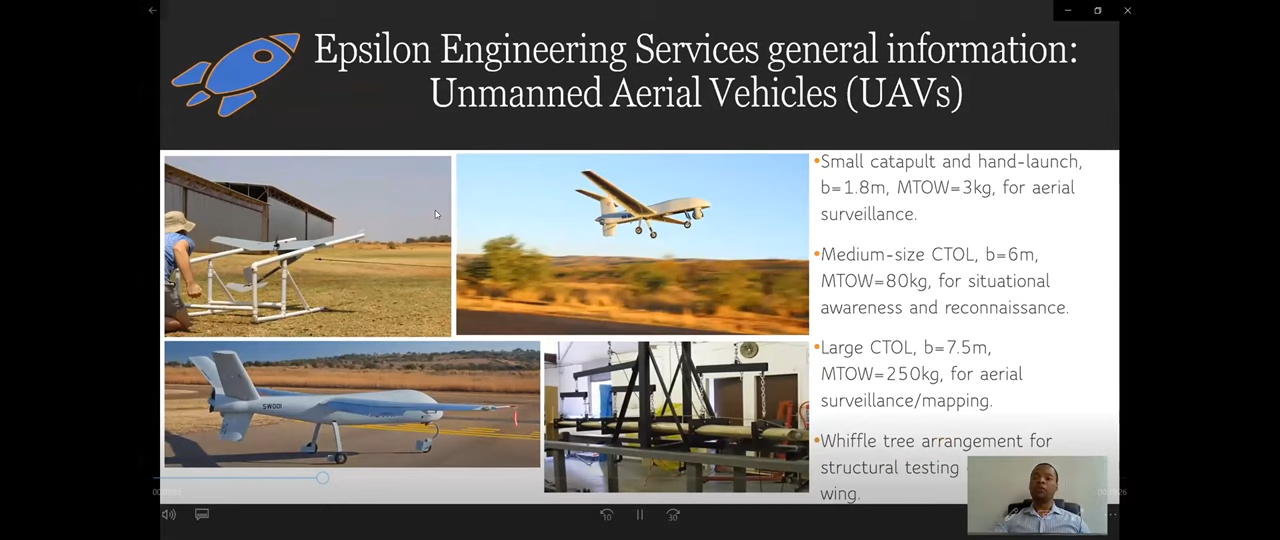 Epsilon Engineering Services general information:
Unmanned Aerial Vehicles (UAVs)
•Small catapult and hand-launch,
b=1.8m, MTOW=3kg, for aerial
surveillance.
•Medium-size CTOL, b=6m,
MTOW=80kg, for situational
awareness and reconnaissance.
•Large CTOL, b=7.5m,
MTOW=250kg, for aerial
surveillance/mapping.
•Whiffle tree arrangement for
structural testing
wing.
SW001
10
30